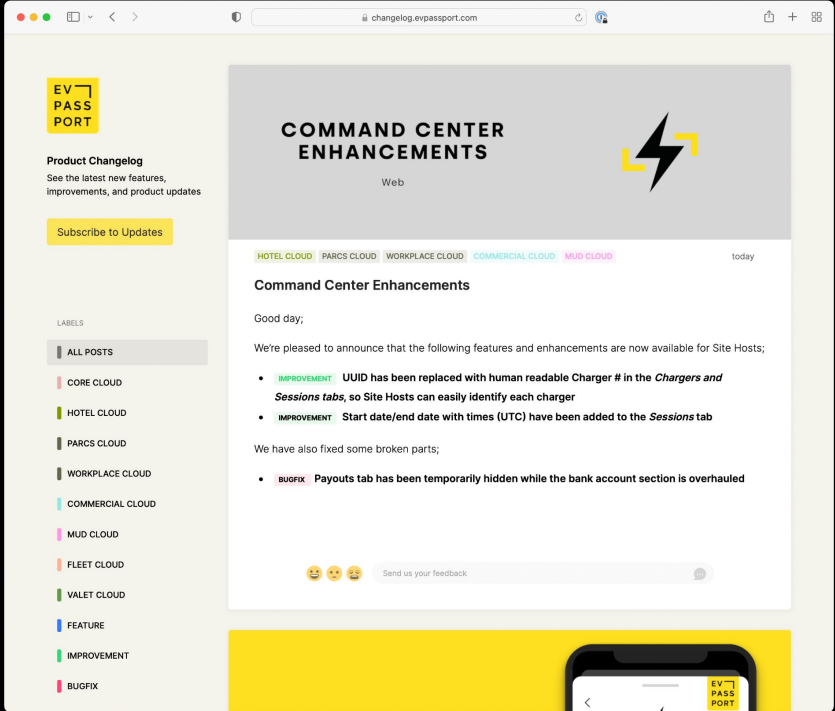 changelog.evpassport.com
EV
PASS
PORT
Product Changelog
See the latest new features,
improvements, and product updates
Subscribe to Updates
LABELS
ALL POSTS
CORE CLOUD
HOTEL CLOUD
PARCS CLOUD
WORKPLACE CLOUD
COMMERCIAL CLOUD
MUD CLOUD
FLEET CLOUD
VALET CLOUD
FEATURE
IMPROVEMENT
BUGFIX
COMMAND CENTER
ENHANCEMENTS
Web
HOTEL CLOUD PARCS CLOUD WORKPLACE CLOUD COMMERCIAL CLOUD MUD CLOUD today
Command Center Enhancements
Good day;
We're pleased to announce that the following features and enhancements are now available for Site Hosts;
• IMPROVEMENT UUID has been replaced with human readable Charger # in the Chargers and
Sessions tabs, so Site Hosts can easily identify each charger
• IMPROVEMENT Start date/end date with times (UTC) have been added to the Sessions tab
We have also fixed some broken parts;
• BUGFIX Payouts tab has been temporarily hidden while the bank account section is overhauled
Send us your feedback
EV
PASS
PORT